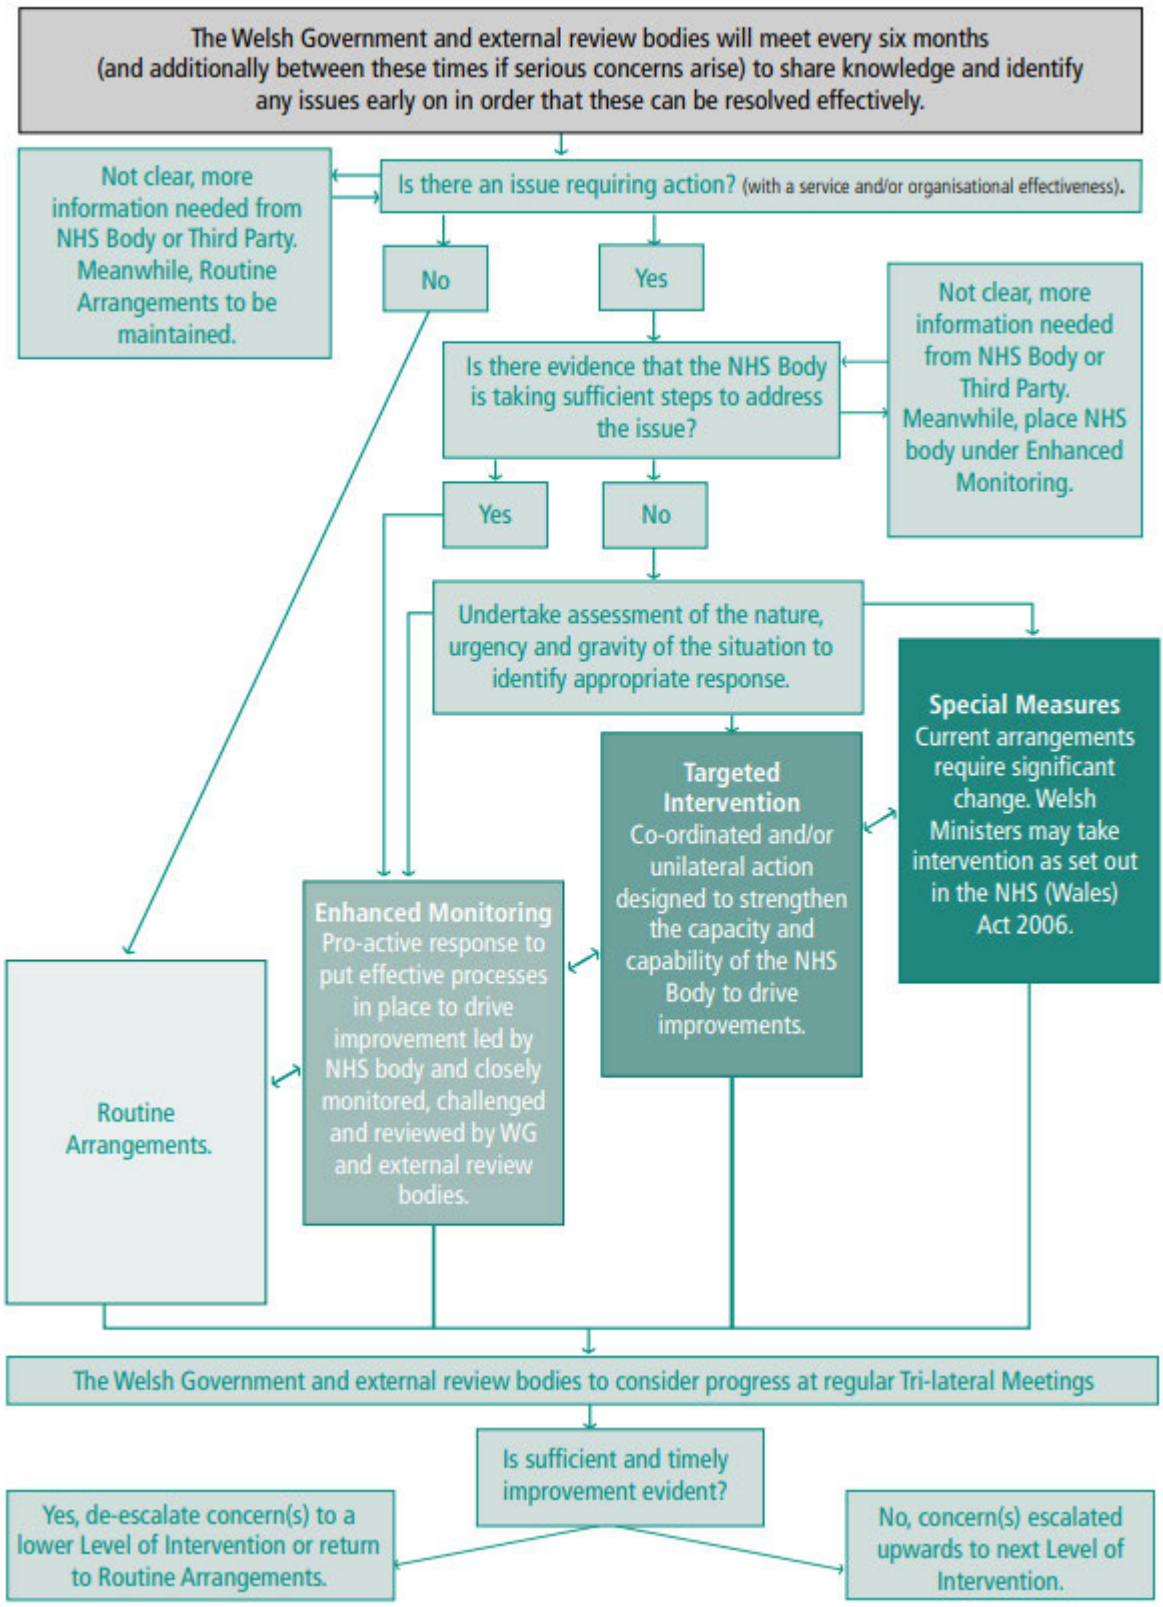 The Welsh Government and external review bodies will meet every six months
(and additionally between these times if serious concerns arise) to share knowledge and identify
any issues early on in order that these can be resolved effectively.
Not clear, more
information needed from
NHS Body or Third Party.
Meanwhile, Routine
Arrangements to be
maintained.
Is there an issue requiring action? (with a service and/or organisational effectiveness).
No
Yes
Not clear, more
information needed
from NHS Body or
Third Party.
Meanwhile, place NHS
body under Enhanced
Monitoring.
Is there evidence that the NHS Body
is taking sufficient steps to address
the issue?
Yes
No
Undertake assessment of the nature,
urgency and gravity of the situation to
identify appropriate response.
Special Measures
Current arrangements
require significant
change. Welsh
Ministers may take
intervention as set out
in the NHS (Wales)
Act 2006.
Targeted
Intervention
Co-ordinated and/or
unilateral action
designed to strengthen
the capacity and
capability of the NHS
Body to drive
improvements.
Enhanced Monitoring
Pro-active response to
put effective processes
in place to drive
improvement led by
NHS body and closely
monitored, challenged
and reviewed by WG
and external review
bodies.
Routine
Arrangements.
The Welsh Government and external review bodies to consider progress at regular Tri-lateral Meetings
Is sufficient and timely
improvement evident?
Yes, de-escalate concern(s) to a
lower Level of Intervention or return
to Routine Arrangements.
No, concern(s) escalated
upwards to next Level of
Intervention.